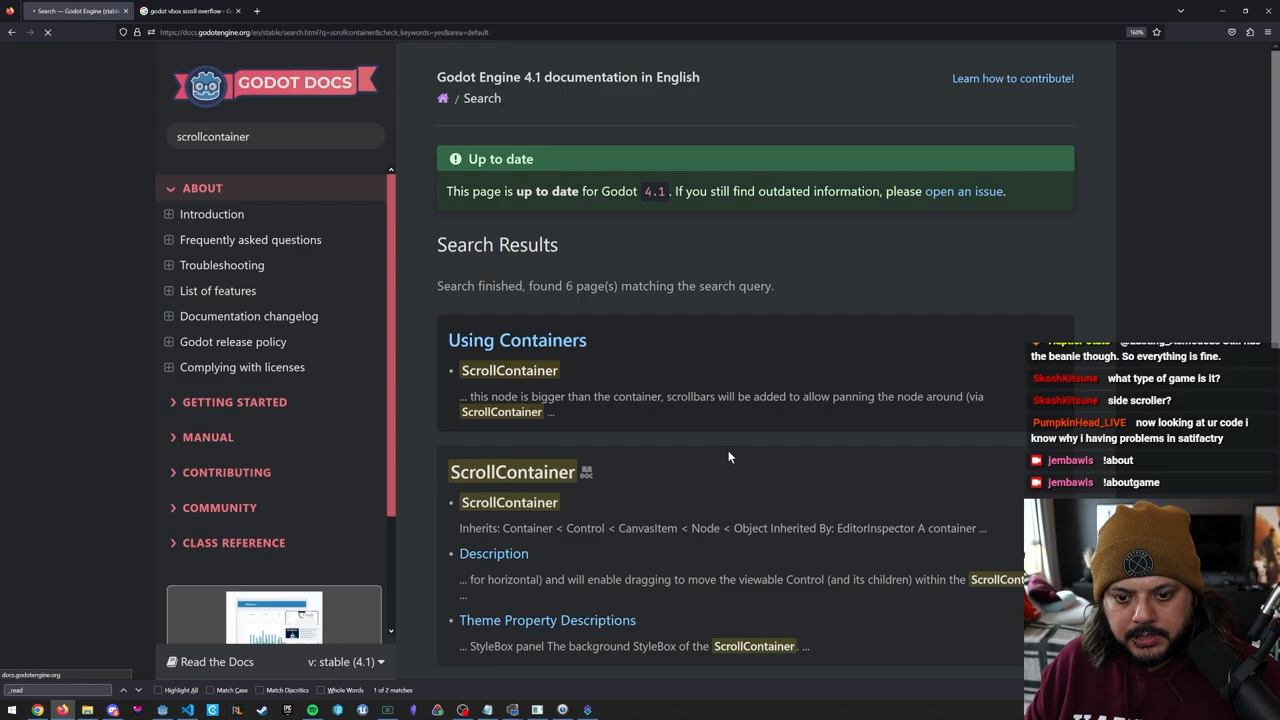 Search — Godot Engine (stable
godot vbox scroll overflow - G
https://docs.godotengine.org/en/stable/search.html?q=scrollcontainer&check_keywords=yes&area=default
160%
GODOT DOCS
scrollcontainer
ABOUT
Introduction
Frequently asked questions
Troubleshooting
List of features
Documentation changelog
Godot release policy
Complying with licenses
GETTING STARTED
MANUAL
CONTRIBUTING
COMMUNITY
CLASS REFERENCE
Read the Docs
v: stable (4.1)
Godot Engine 4.1 documentation in English
Learn how to contribute!
/ Search
Up to date
This page is up to date for Godot 4.1. If you still find outdated information, please open an issue.
Search Results
Search finished, found 6 page(s) matching the search query.
Using Containers
ScrollContainer
... this node is bigger than the container, scrollbars will be added to allow panning the node around (via
ScrollContainer ...
ScrollContainer
ScrollContainer
Inherits: Container < Control < CanvasItem < Node < Object Inherited By: EditorInspector A container ...
Description
... for horizontal) and will enable dragging to move the viewable Control (and its children) within the ScrollCont
...
Theme Property Descriptions
... StyleBox panel The background StyleBox of the ScrollContainer. ...
the beanie though. So everything is fine.
SkashKitsune what type of game is it?
SkashKitsune side scroller?
PumpkinHead_LIVE now looking at ur code i
know why i having problems in satifactry
jembawls !about
jembawls !aboutgame
docs.godotengine.org
_read
Highlight All
Match Case
Match Diacritics
Whole Words
1 of 2 matches